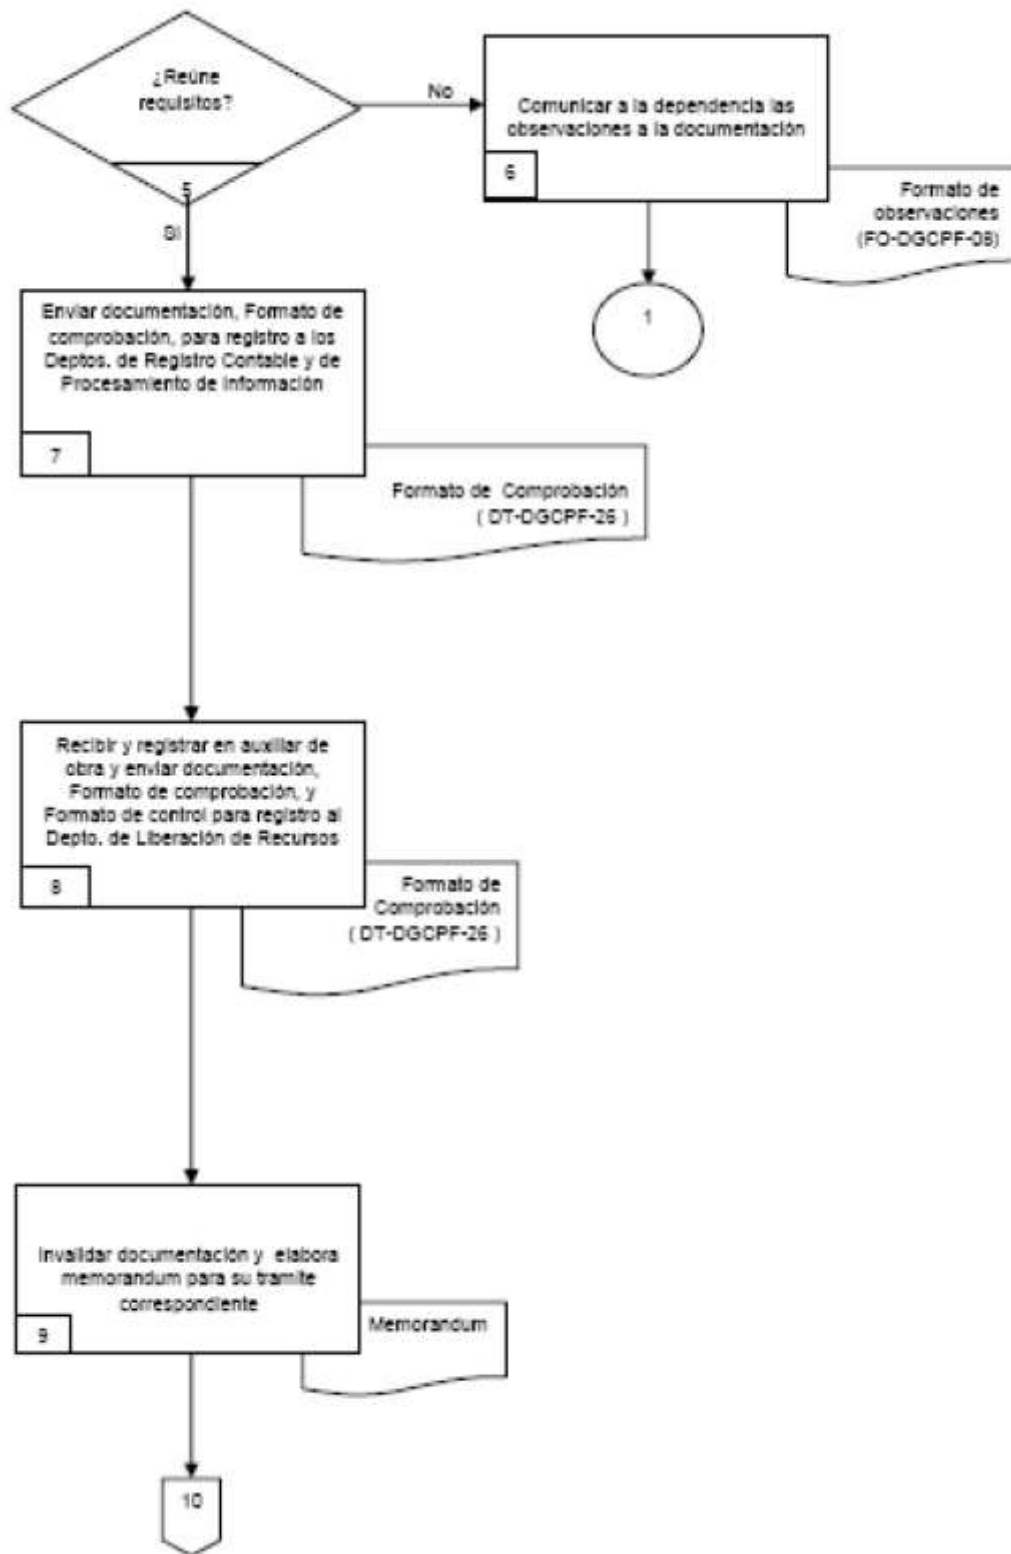 ¿Reúne
requisitos?
5
No
Comunicar a la dependencia las
observaciones a la documentación
6
Formato de
observaciones
(FO-DGCPF-08)
1
SI
Enviar documentación, Formato de
comprobación, para registro a los
Deptos. de Registro Contable y de
Procesamiento de Información
7
Formato de Comprobación
( DT-DGCPF-26 )
Recibir y registrar en auxiliar de
obra y enviar documentación,
Formato de comprobación, y
Formato de control para registro al
Depto. de Liberación de Recursos
8
Formato de
Comprobación
( DT-DGCPF-26 )
Invalidar documentación y elabora
memorandum para su tramite
correspondiente
9
Memorandum
10